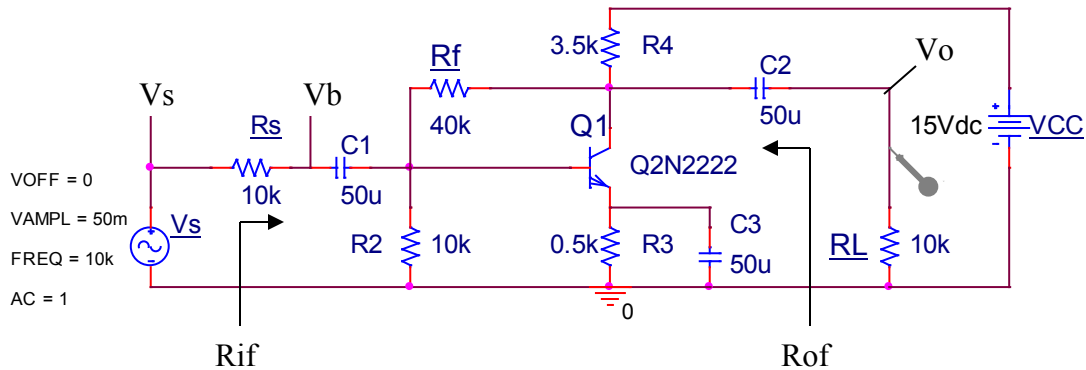 3.5k R4
Vo
Rf
C2
Vs Vb
40k
50u
15Vdc VCC
Q1
Rs C1
Q2N2222
VOFF = 0
10k 50u
VAMPL = 50m Vs
R2 10k
0.5k R3 C3
RL 10k
FREQ = 10k
50u
AC = 1
0
Rif Rof